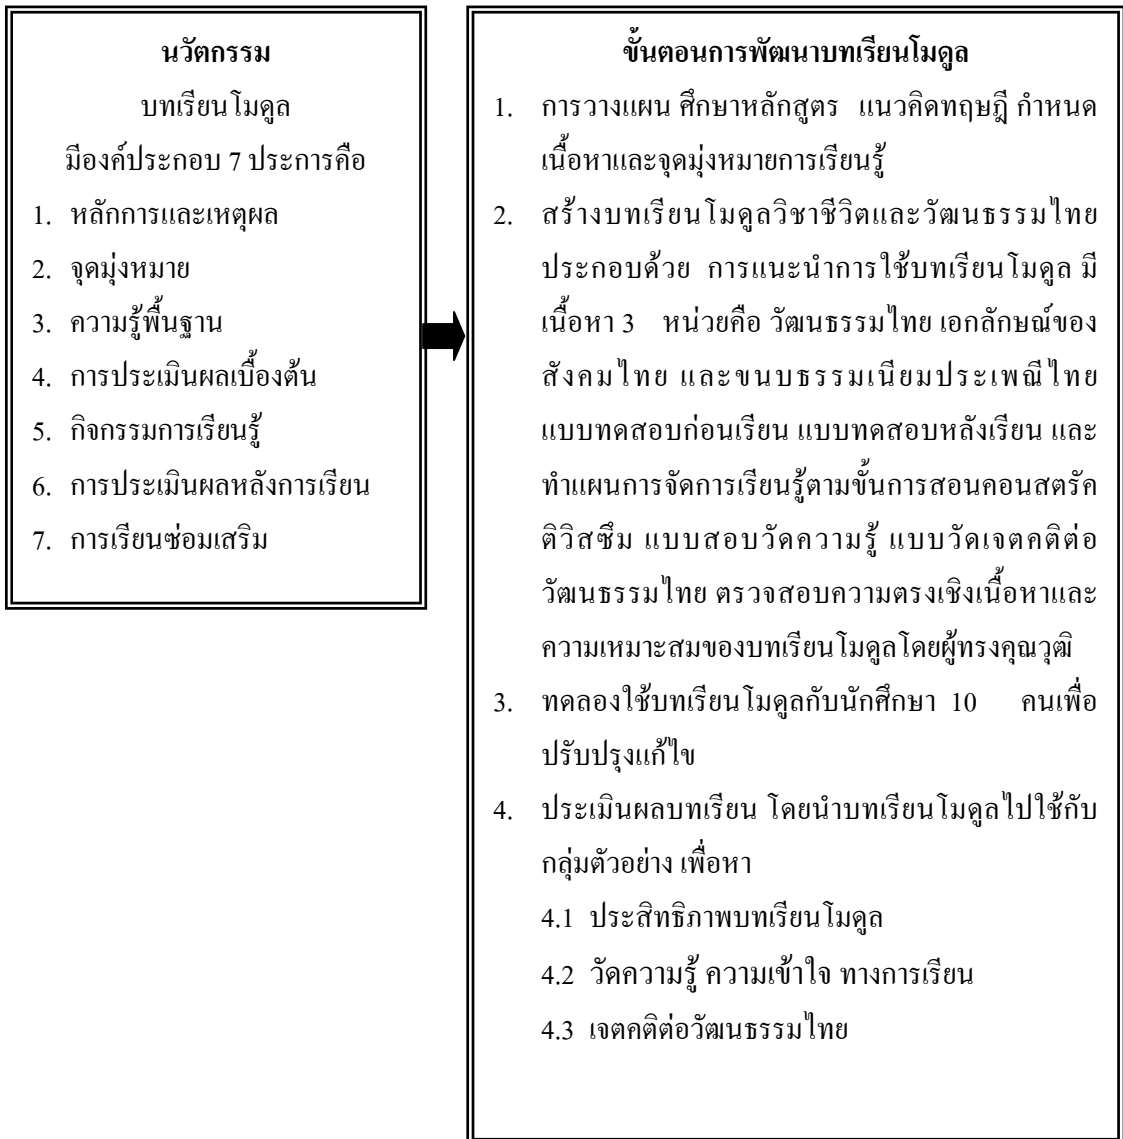 นวัตกรรม
บทเรียนโมดูล
มีองค์ประกอบ 7 ประการคือ
1. หลักการและเหตุผล
2. จุดมุ่งหมาย
3. ความรู้พื้นฐาน
4. การประเมินผลเบื้องต้น
5. กิจกรรมการเรียนรู้
6. การประเมินผลหลังการเรียน
7. การเรียนซ่อมเสริม
ขั้นตอนการพัฒนาบทเรียนโมดูล
1. การวางแผน ศึกษาหลักสูตร แนวคิดทฤษฎี กำหนด
เนื้อหาและจุดมุ่งหมายการเรียนรู้
2. สร้างบทเรียนโมดูลวิชาชีวิตและวัฒนธรรมไทย
ประกอบด้วย การแนะนำการใช้บทเรียนโมดูล มี
เนื้อหา 3 หน่วยคือ วัฒนธรรมไทย เอกลักษณ์ของ
สังคมไทย และขนบธรรมเนียมประเพณีไทย
แบบทดสอบก่อนเรียน แบบทดสอบหลังเรียน และ
ทำแผนการจัดการเรียนรู้ตามขั้นการสอนคอนสตรัค
ติวิสซึม แบบสอบวัดความรู้ แบบวัดเจตคติต่อ
วัฒนธรรมไทย ตรวจสอบความตรงเชิงเนื้อหาและ
ความเหมาะสมของบทเรียนโมดูลโดยผู้ทรงคุณวุฒิ
3. ทดลองใช้บทเรียนโมดูลกับนักศึกษา 10 คนเพื่อ
ปรับปรุงแก้ไข
4. ประเมินผลบทเรียน โดยนำบทเรียนโมดูลไปใช้กับ
กลุ่มตัวอย่าง เพื่อหา
4.1 ประสิทธิภาพบทเรียนโมดูล
4.2 วัดความรู้ ความเข้าใจ ทางการเรียน
4.3 เจตคติต่อวัฒนธรรมไทย